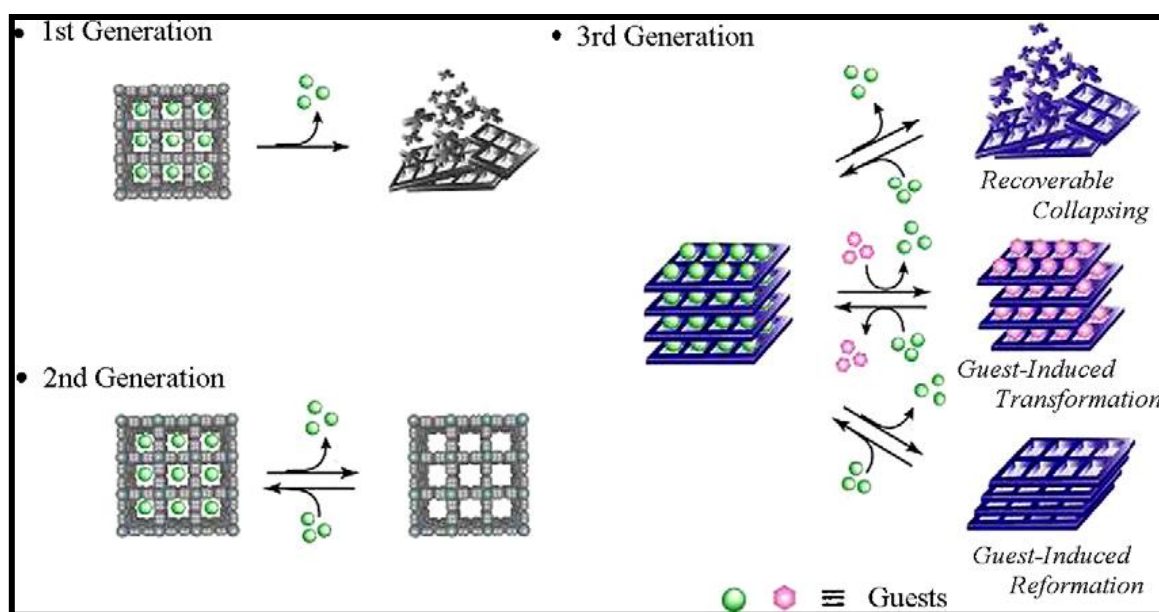 • 1st Generation
• 2nd Generation
• 3rd Generation
Recoverable
Collapsing
Guest-Induced
Transformation
Guest-Induced
Reformation
≡ Guests